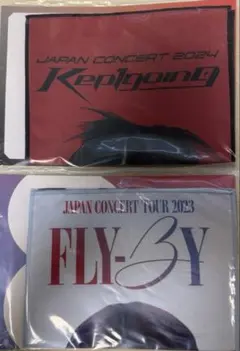 JAPAN CONCERT 2024
Kep1going
JAPAN CONCERT TOUR 2023
FLY-BY